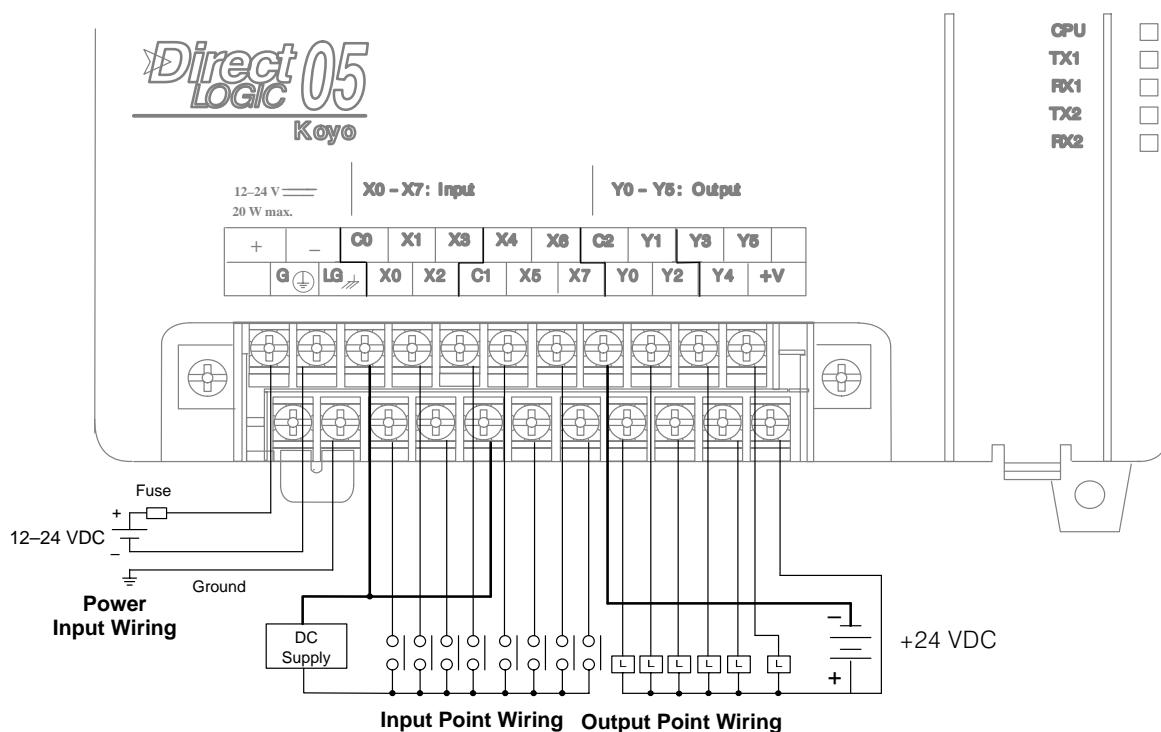 Direct
LOGIC 05
Koyo
CPU
TX1
RX1
TX2
RX2
12–24 V
20 W max.
X0 – X7: Input
Y0 – Y5: Output
+ – C0 X1 X3 X4 X6 C2 Y1 Y3 Y5
G LG X0 X2 C1 X5 X7 Y0 Y2 Y4 +V
Fuse
+
12–24 VDC
–
Ground
Power
Input Wiring
DC
Supply
L L L L L L
–
+24 VDC
+
Input Point Wiring Output Point Wiring